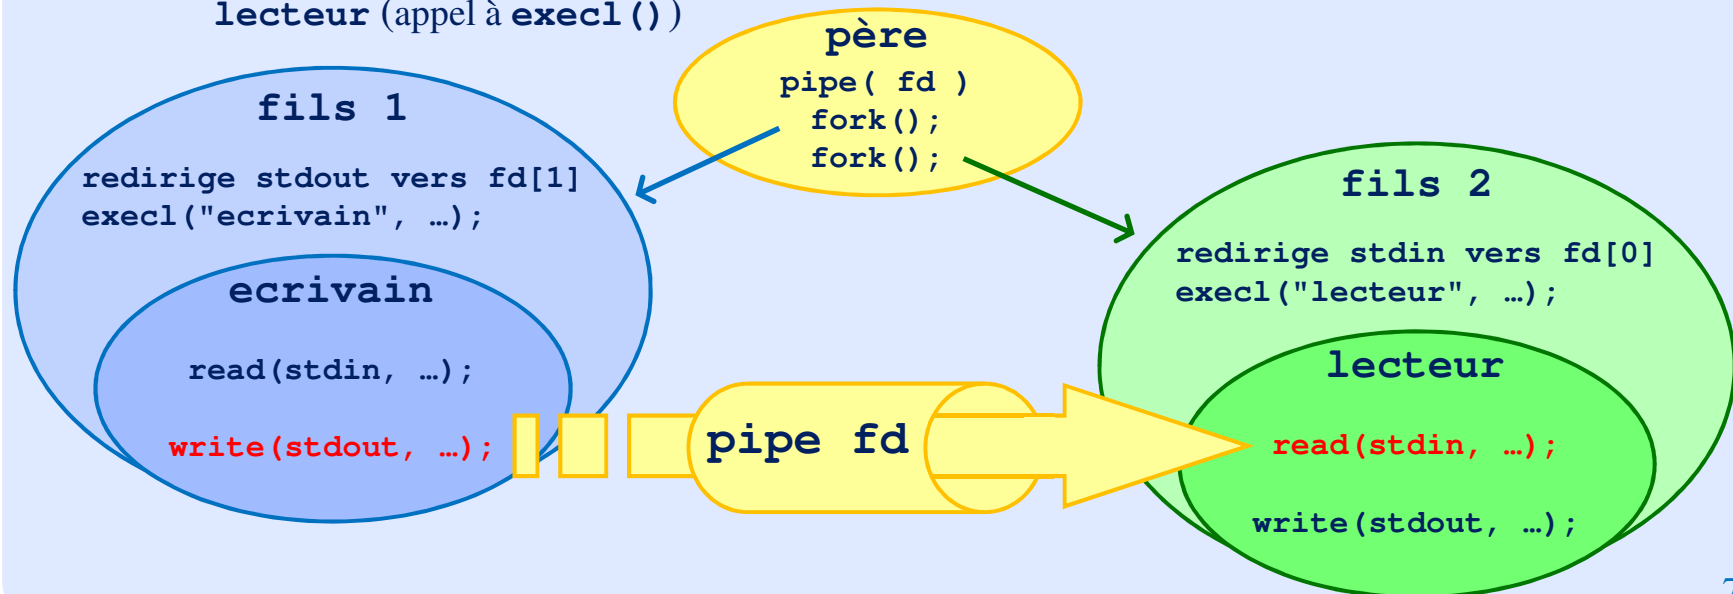 lecteur (appel à execl())
père
pipe( fd )
fork();
fork();
fils 1
redirige stdout vers fd[1]
execl("ecrivain", …);
ecrivain
read(stdin, …);
write(stdout, …);
pipe fd
fils 2
redirige stdin vers fd[0]
execl("lecteur", …);
lecteur
read(stdin, …);
write(stdout, …);